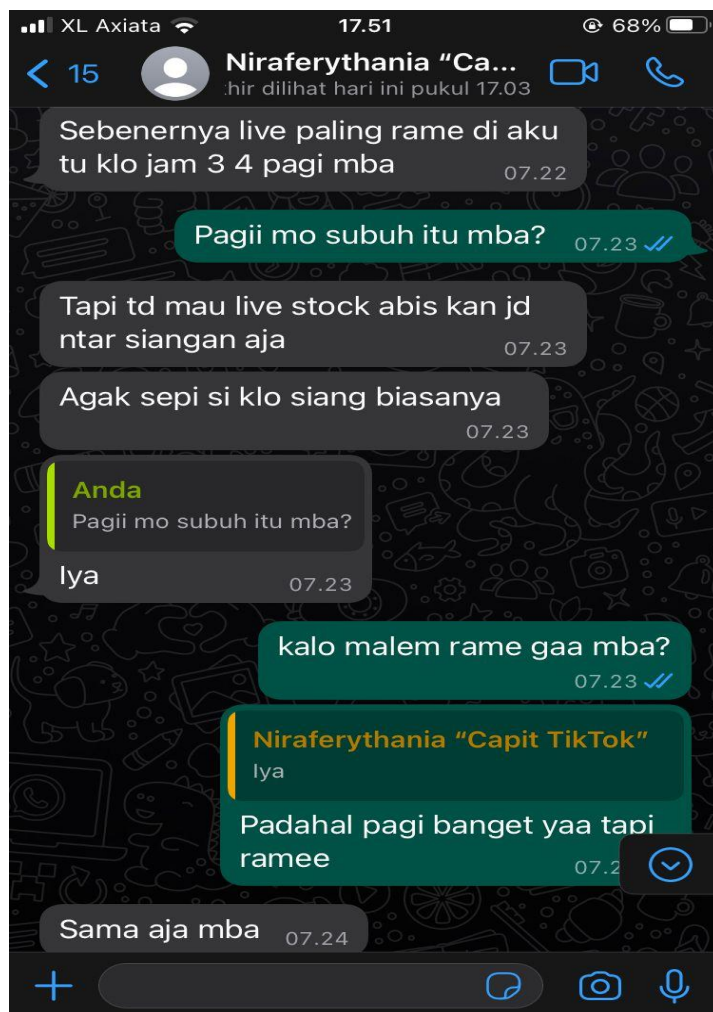 XL Axiata
17.51
68%
15
Niraferythania “Ca...
:hir dilihat hari ini pukul 17.03
Sebenernya live paling rame di aku
tu klo jam 3 4 pagi mba
07.22
Pagii mo subuh itu mba?
07.23
Tapi td mau live stock abis kan jd
ntar siangan aja
07.23
Agak sepi si klo siang biasanya
07.23
Anda
Pagii mo subuh itu mba?
Iya
07.23
kalo malem rame gaa mba?
07.23
Niraferythania “Capit TikTok”
Iya
Padahal pagi banget yaa tapi
ramee
07.2
Sama aja mba
07.24